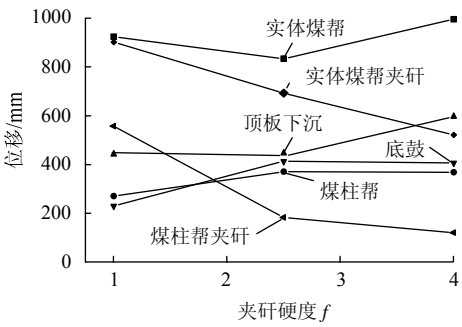 1000
800
600
400
200
0
位移/mm
实体煤帮
实体煤帮夹矸
顶板下沉
底鼓
煤柱帮
煤柱帮夹矸
1 2 3 4
夹矸硬度 f